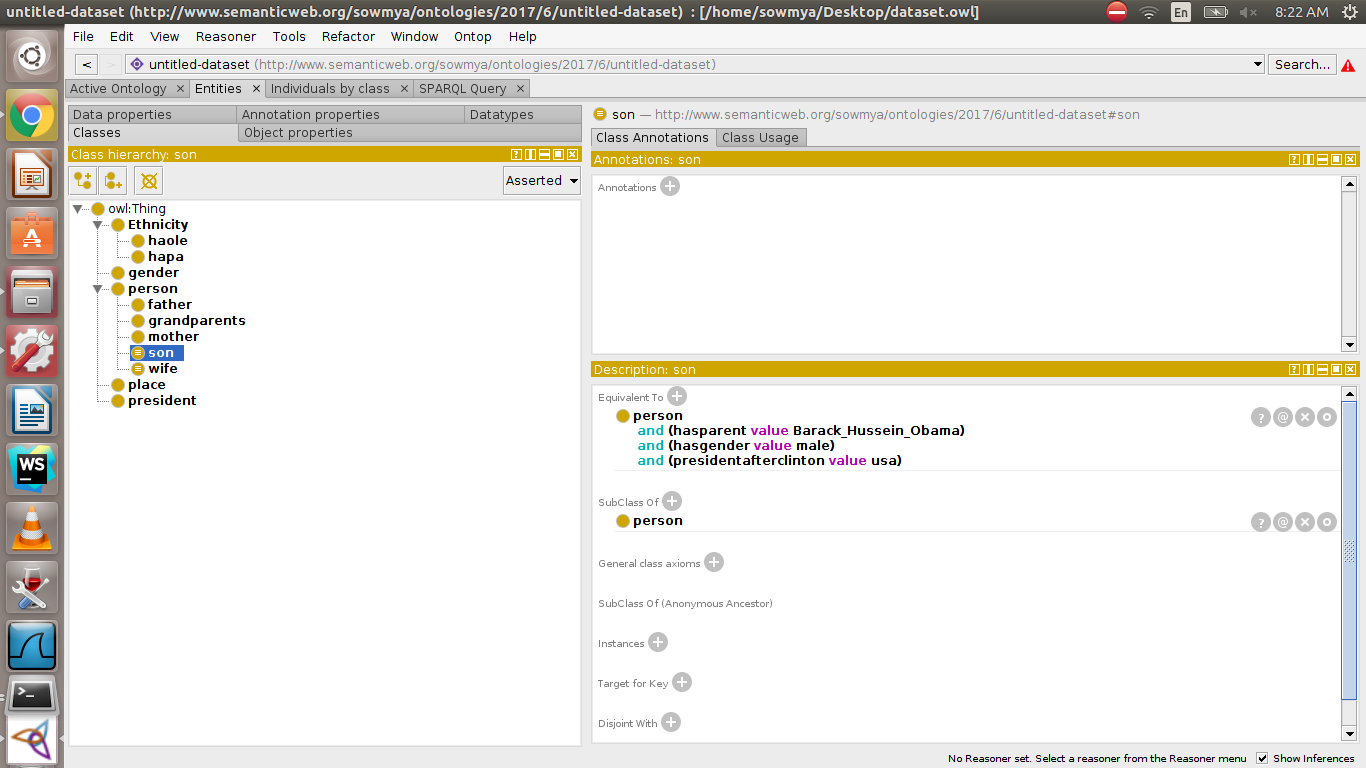 untitled-dataset (http://www.semanticweb.org/sowmya/ontologies/2017/6/untitled-dataset) : [/home/sowmya/Desktop/dataset.owl]
En
8:22 AM
File Edit View Reasoner Tools Refactor Window Ontop Help
< > untitled-dataset (http://www.semanticweb.org/sowmya/ontologies/2017/6/untitled-dataset) Search...
Active Ontology × Entities × Individuals by class × SPARQL Query ×
Data properties Annotation properties Datatypes
Classes Object properties
Class hierarchy: son
Asserted
owl:Thing
Ethnicity
haole
hapa
gender
person
father
grandparents
mother
son
wife
place
president
son — http://www.semanticweb.org/sowmya/ontologies/2017/6/untitled-dataset#son
Class Annotations Class Usage
Annotations: son
Annotations +
Description: son
Equivalent To +
person
and (hasparent value Barack_Hussein_Obama)
and (hasgender value male)
and (presidentafterclinton value usa)
? @ × o
SubClass Of +
person
? @ × o
General class axioms +
SubClass Of (Anonymous Ancestor)
Instances +
Target for Key +
Disjoint With +
No Reasoner set. Select a reasoner from the Reasoner menu Show Inferences
WS